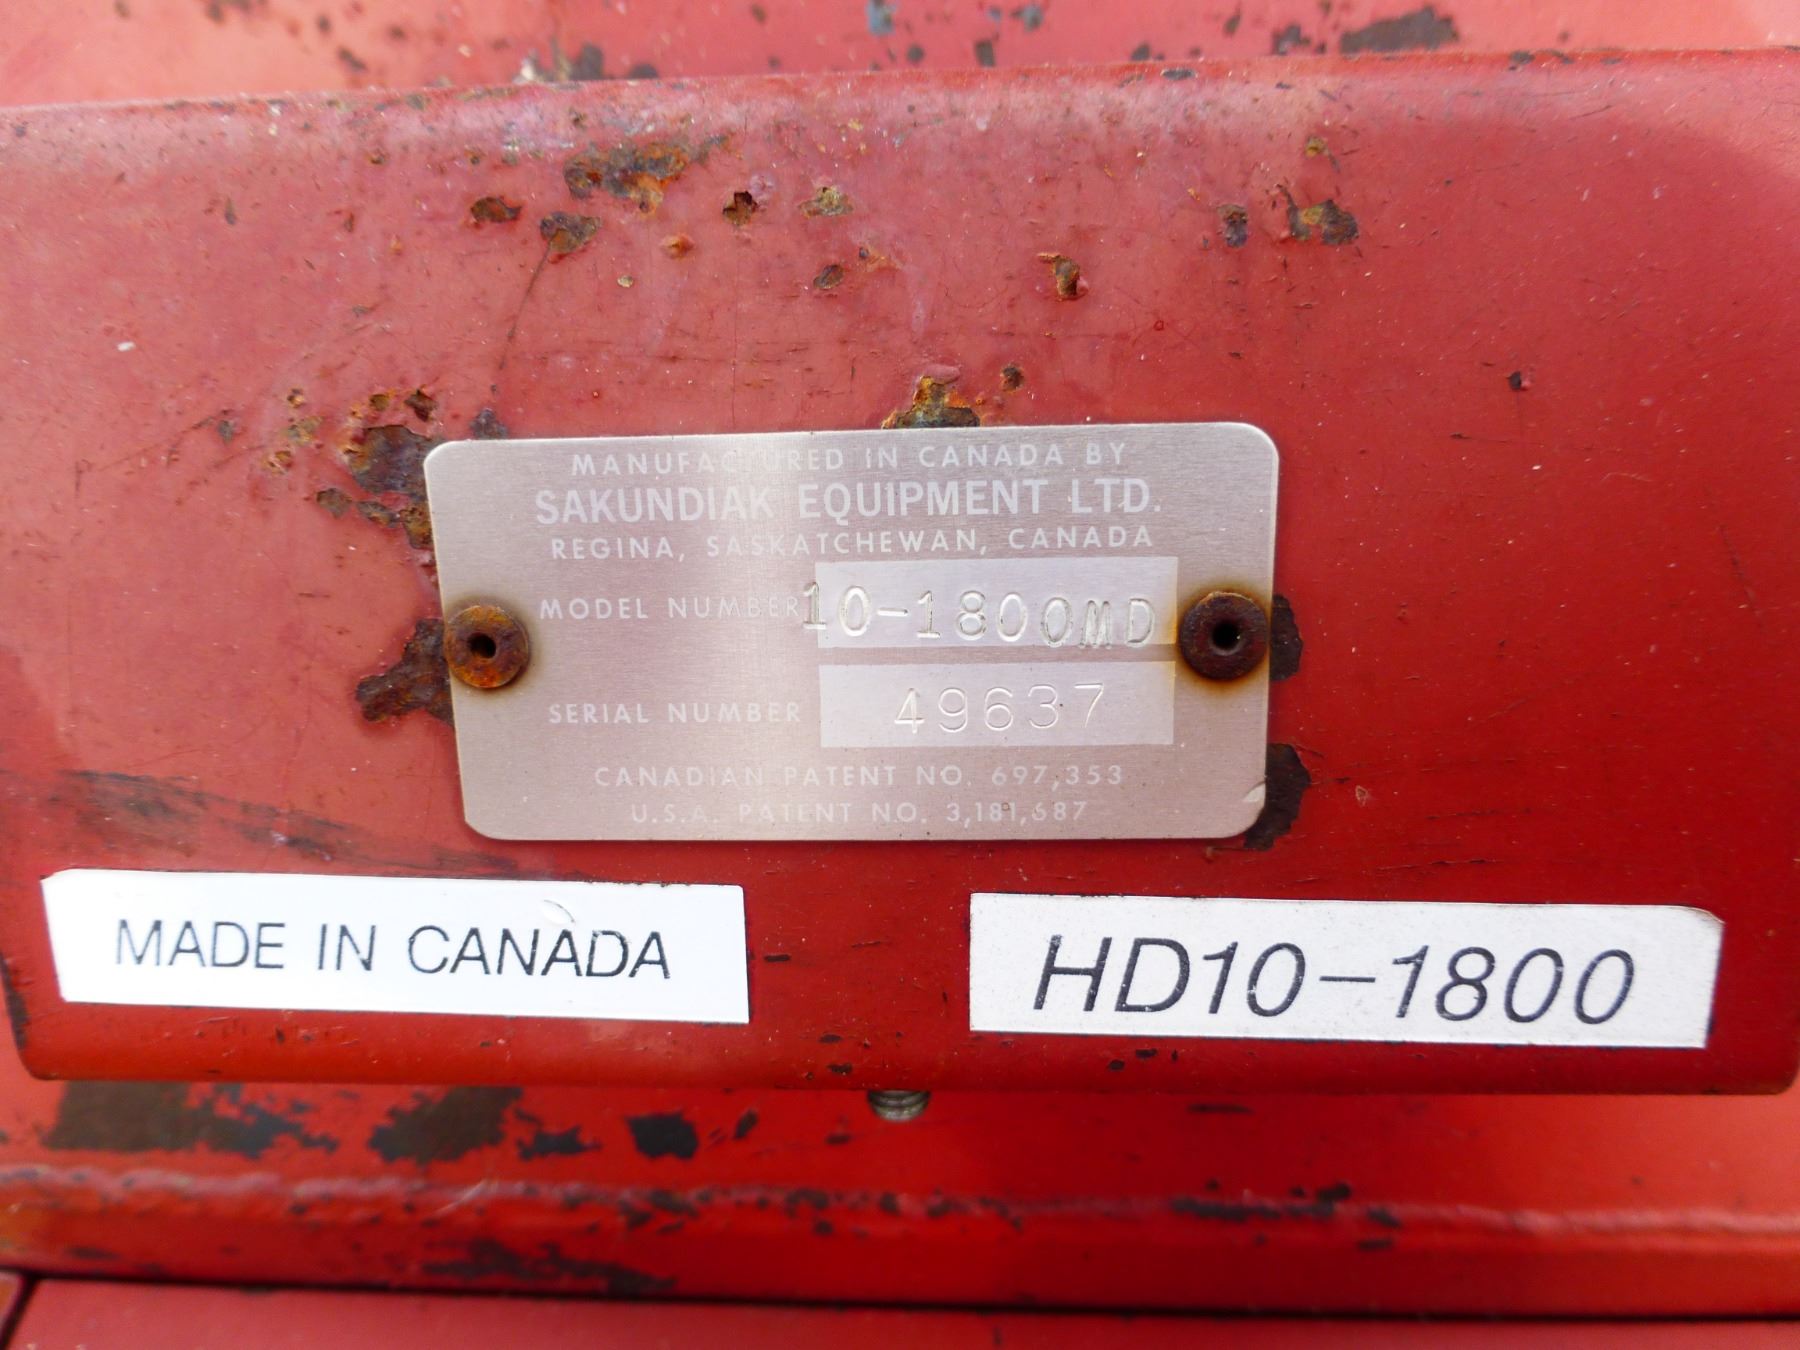 MANUFACTURED IN CANADA BY
SAKUNDIAK EQUIPMENT LTD.
REGINA, SASKATCHEWAN, CANADA
MODEL NUMBER 10-1800MD
SERIAL NUMBER 49637
CANADIAN PATENT NO. 697,353
U.S.A. PATENT NO. 3,181,687
MADE IN CANADA
HD10-1800